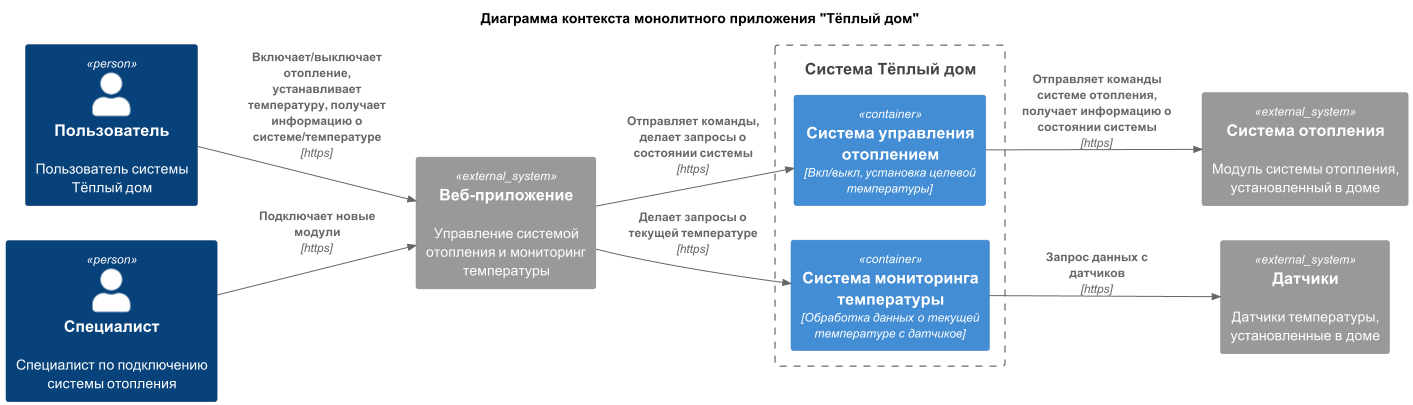 Диаграмма контекста монолитного приложения "Тёплый дом"
«person»
Пользователь
Пользователь системы
Тёплый дом
«person»
Специалист
Специалист по подключению
системы отопления
Включает/выключает
отопление,
устанавливает
температуру, получает
информацию о
системе/температуре
[https]
Подключает новые
модули
[https]
«external_system»
Веб-приложение
Управление системой
отопления и мониторинг
температуры
Отправляет команды,
делает запросы о
состоянии системы
[https]
Делает запросы о
текущей температуре
[https]
Система Тёплый дом
«container»
Система управления
отоплением
[Вкл/выкл, установка целевой
температуры]
«container»
Система мониторинга
температуры
[Обработка данных о текущей
температуре с датчиков]
Отправляет команды
системе отопления,
получает информацию о
состоянии системы
[https]
Запрос данных с
датчиков
[https]
«external_system»
Система отопления
Модуль системы отопления,
установленный в доме
«external_system»
Датчики
Датчики температуры,
установленные в доме